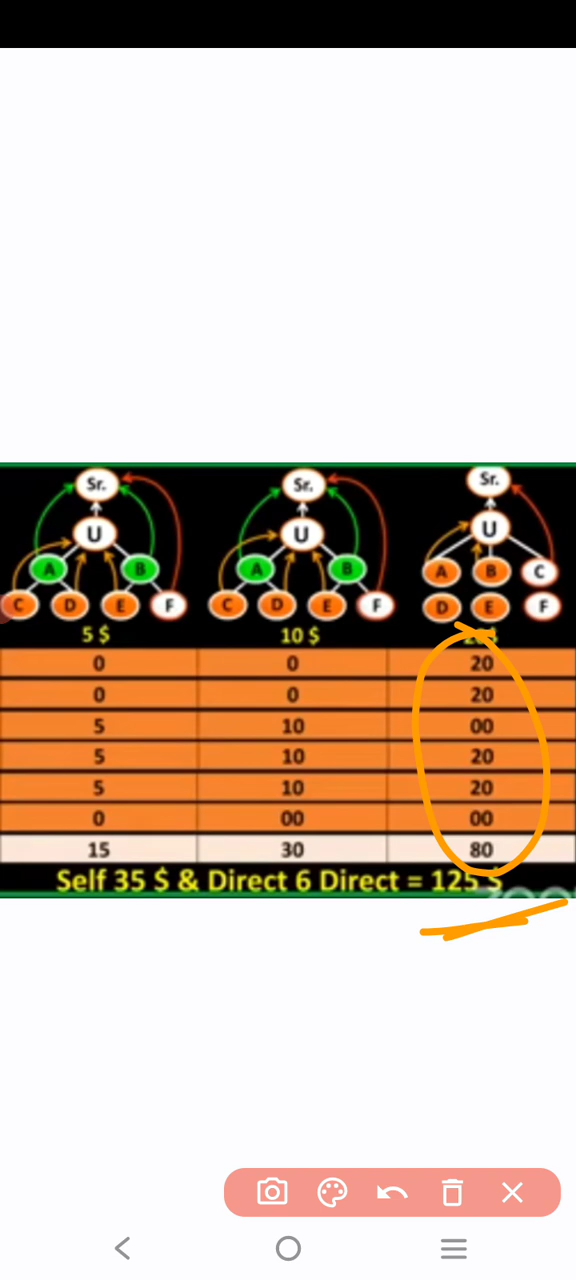 Sr. Sr. Sr.
U U U
A B A B A B C
C D E F C D E F D E F
5 $ 10 $
0 0 20
0 0 20
5 10 00
5 10 20
5 10 20
0 00 00
15 30 80
Self 35 $ & Direct 6 Direct = 125 $